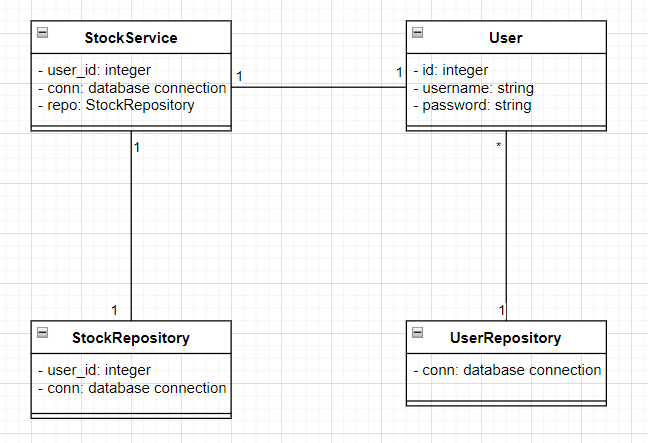 StockService
- user_id: integer
- conn: database connection
- repo: StockRepository
1
1
User
- id: integer
- username: string
- password: string
1
*
1
1
StockRepository
- user_id: integer
- conn: database connection
UserRepository
- conn: database connection